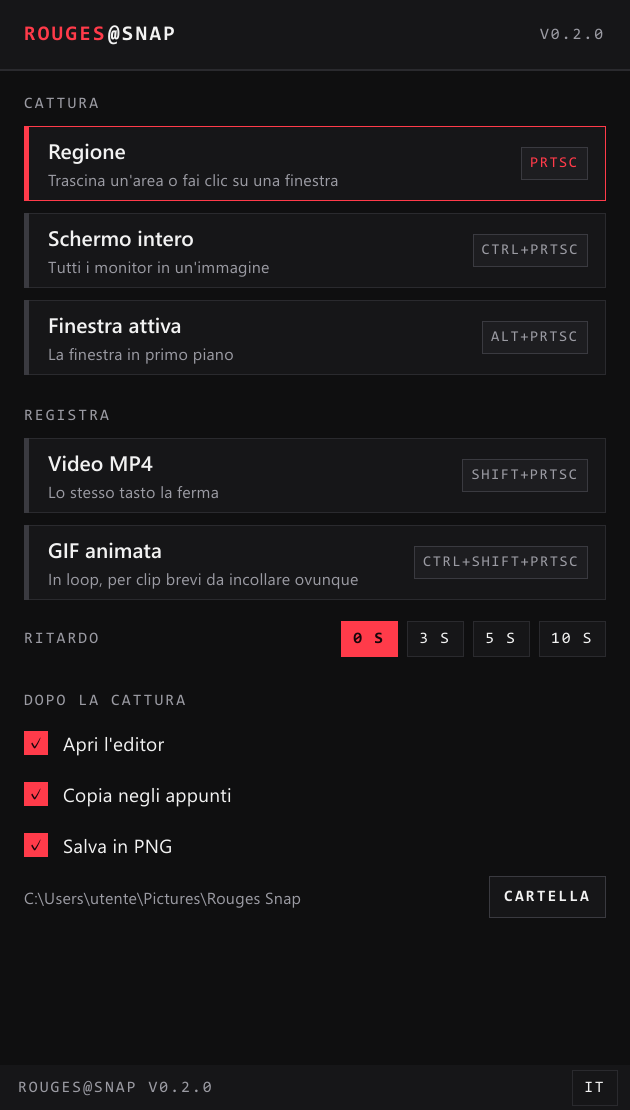 ROUGES@SNAP V0.2.0
CATTURA
Regione
PRTSC
Trascina un'area o fai clic su una finestra
Schermo intero
CTRL+PRTSC
Tutti i monitor in un'immagine
Finestra attiva
ALT+PRTSC
La finestra in primo piano
REGISTRA
Video MP4
SHIFT+PRTSC
Lo stesso tasto la ferma
GIF animata
CTRL+SHIFT+PRTSC
In loop, per clip brevi da incollare ovunque
RITARDO 0 S 3 S 5 S 10 S
DOPO LA CATTURA
Apri l'editor
Copia negli appunti
Salva in PNG
C:\Users\utente\Pictures\Rouges Snap CARTELLA
ROUGES@SNAP V0.2.0 IT